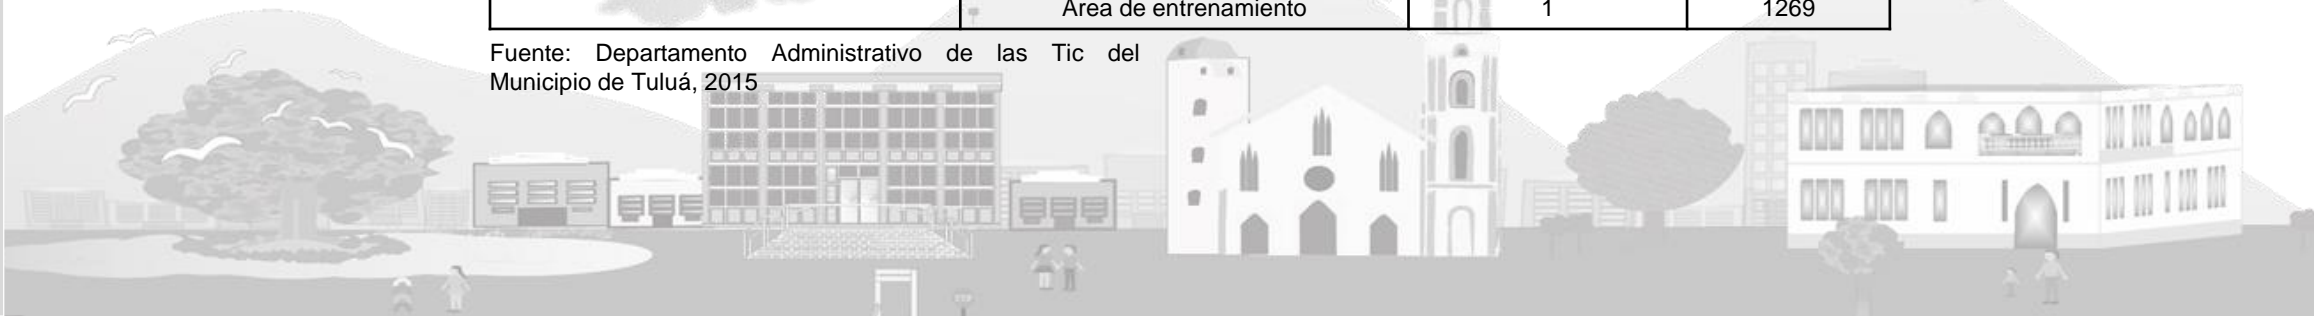 Área de entrenamiento 1 1269
Fuente: Departamento Administrativo de las Tic del
Municipio de Tuluá, 2015